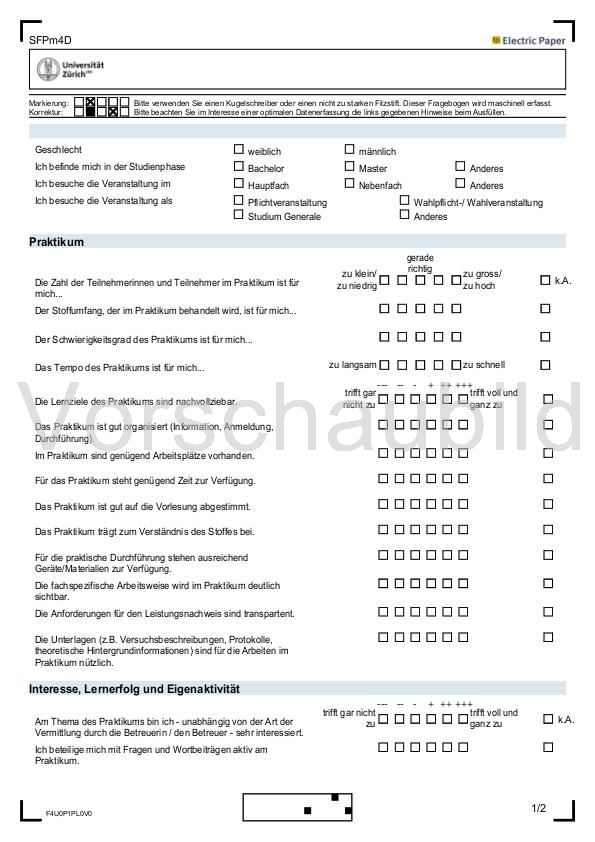 SFPm4D
Electric Paper
Universität
Zürich UZH
Markierung: Bitte verwenden Sie einen Kugelschreiber oder einen nicht zu starken Filzstift. Dieser Fragebogen wird maschinell erfasst.
Korrektur: Bitte beachten Sie im Interesse einer optimalen Datenerfassung die links gegebenen Hinweise beim Ausfüllen.
Geschlecht weiblich männlich
Ich befinde mich in der Studienphase Bachelor Master Anderes
Ich besuche die Veranstaltung im Hauptfach Nebenfach Anderes
Ich besuche die Veranstaltung als Pflichtveranstaltung Wahlpflicht-/ Wahlveranstaltung
Studium Generale Anderes
Praktikum
gerade
richtig
zu klein/ zu gross/
zu niedrig zu hoch k.A.
Die Zahl der Teilnehmerinnen und Teilnehmer im Praktikum ist für
mich...
Der Stoffumfang, der im Praktikum behandelt wird, ist für mich...
Der Schwierigkeitsgrad des Praktikums ist für mich...
Das Tempo des Praktikums ist für mich... zu langsam zu schnell
--- -- - + ++ +++
trifft gar trifft voll und
nicht zu ganz zu
Die Lernziele des Praktikums sind nachvollziebar.
Vorschaubild
Das Praktikum ist gut organisiert (Information, Anmeldung,
Durchführung).
Im Praktikum sind genügend Arbeitsplätze vorhanden.
Für das Praktikum steht genügend Zeit zur Verfügung.
Das Praktikum ist gut auf die Vorlesung abgestimmt.
Das Praktikum trägt zum Verständnis des Stoffes bei.
Für die praktische Durchführung stehen ausreichend
Geräte/Materialien zur Verfügung.
Die fachspezifische Arbeitsweise wird im Praktikum deutlich
sichtbar.
Die Anforderungen für den Leistungsnachweis sind transparent.
Die Unterlagen (z.B. Versuchsbeschreibungen, Protokolle,
theoretische Hintergrundinformationen) sind für die Arbeiten im
Praktikum nützlich.
Interesse, Lernerfolg und Eigenaktivität
--- -- - + ++ +++
trifft gar nicht trifft voll und
zu ganz zu k.A.
Am Thema des Praktikums bin ich - unabhängig von der Art der
Vermittlung durch die Betreuerin / den Betreuer - sehr interessiert.
Ich beteilige mich mit Fragen und Wortbeiträgen aktiv am
Praktikum.
F4U0P1PL0V0
1/2